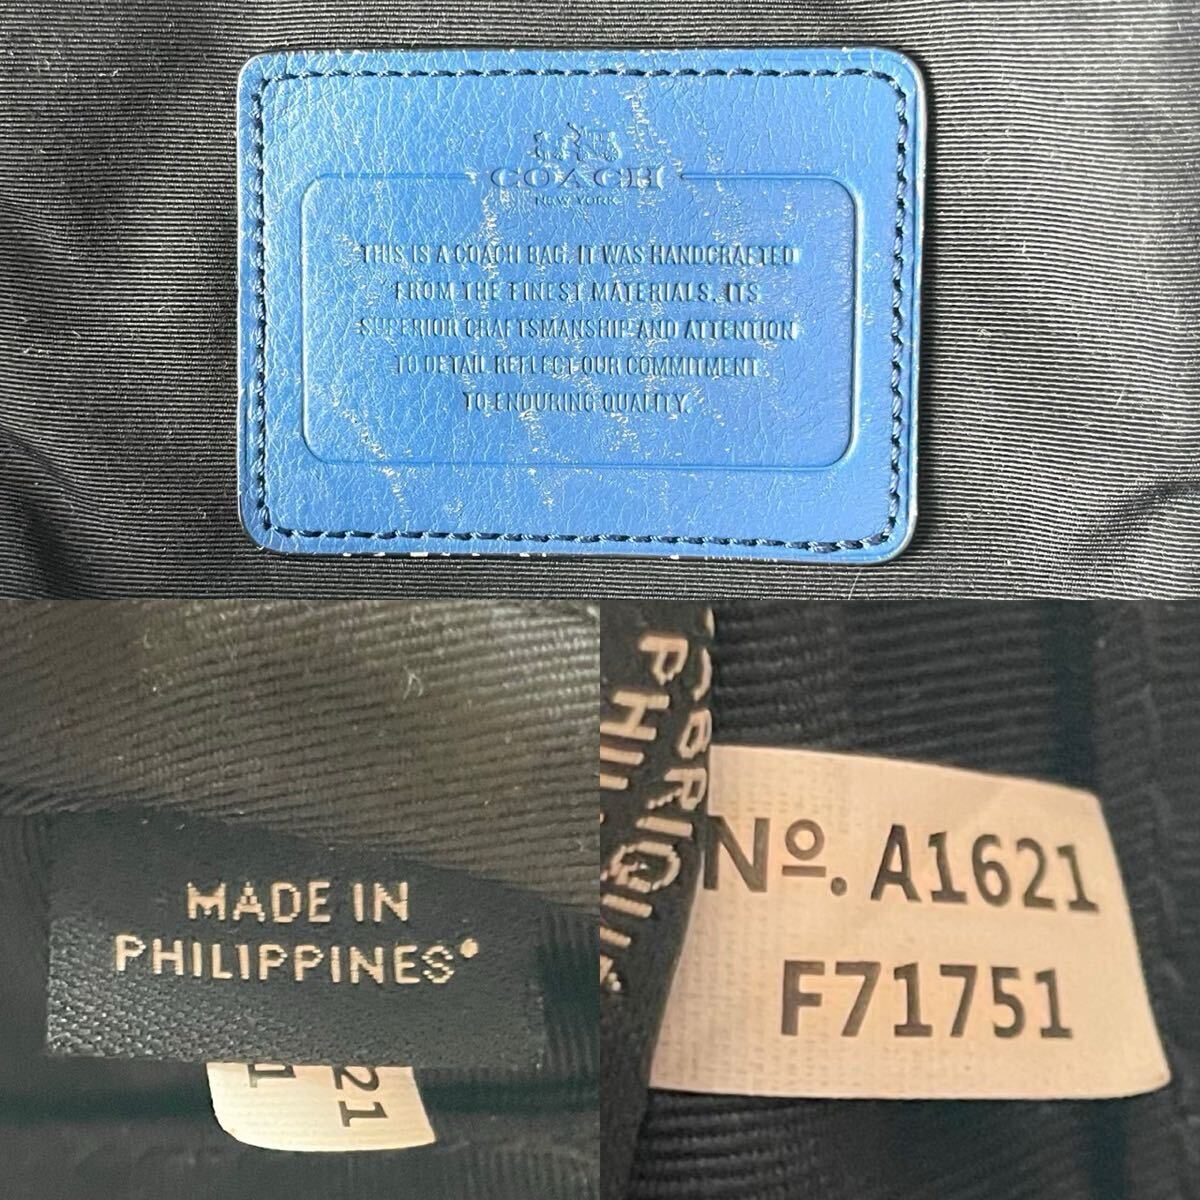 COACH
NEW YORK
THIS IS A COACH BAG. IT WAS HANDCRAFTED
FROM THE FINEST MATERIALS. ITS
SUPERIOR CRAFTSMANSHIP AND ATTENTION
TO DETAIL REFLECT OUR COMMITMENT
TO ENDURING QUALITY.
MADE IN
PHILIPPINES
21
1
Nº. A1621
F71751